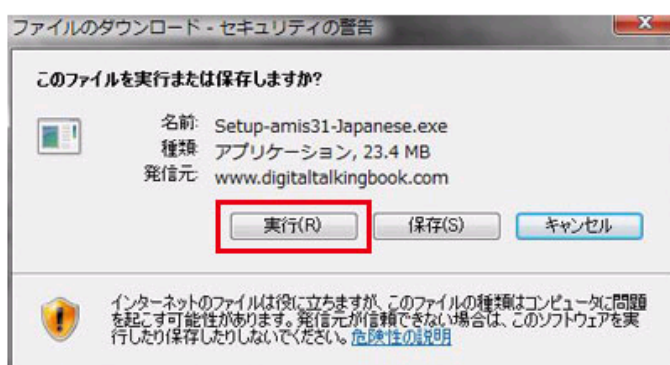 ファイルのダウンロード - セキュリティの警告
このファイルを実行または保存しますか?
名前: Setup-amis31-Japanese.exe
種類: アプリケーション, 23.4 MB
発信元: www.digitaltalkingbook.com
実行(R) 保存(S) キャンセル
インターネットのファイルは役に立ちますが、このファイルの種類はコンピュータに問題
を起こす可能性があります。発信元が信頼できない場合は、このソフトウェアを実
行したり保存したりしないでください。危険性の説明